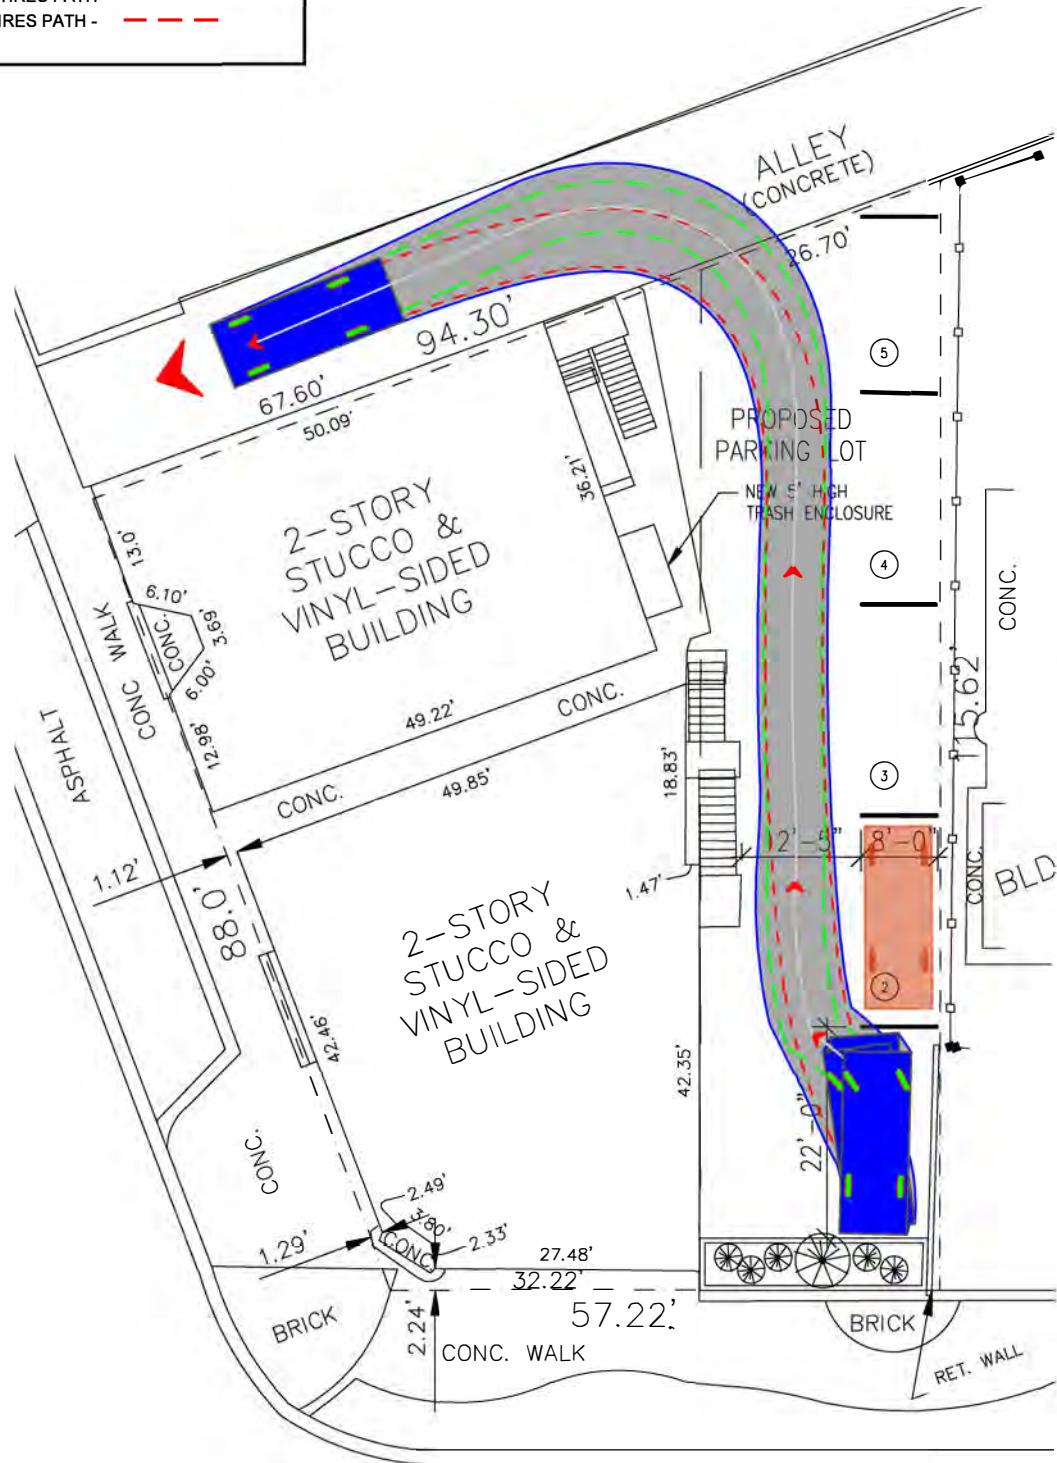 IRES PATH -
ALLEY
(CONCRETE)
26.70'
94.30'
67.60'
50.09'
5
PROPOSED
PARKING LOT
NEW 5' HIGH
TRASH ENCLOSURE
36.21'
2-STORY
STUCCO &
VINYL-SIDED
BUILDING
4
CONC.
13.0'
6.10'
CONC.
3.69'
6.00'
CONC WALK
ASPHALT
12.98'
49.22'
CONC.
CONC.
49.85'
18.83'
3
8'-0"
CONC.
BLD
1.12'
88.0'
1.47'
2-STORY
STUCCO &
VINYL-SIDED
BUILDING
2
42.46'
42.35'
22'-0"
CONC.
2.49'
3.80'
CONC.
2.33'
1.29'
27.48'
32.22'
57.22'
2.24'
BRICK
CONC. WALK
BRICK
RET. WALL